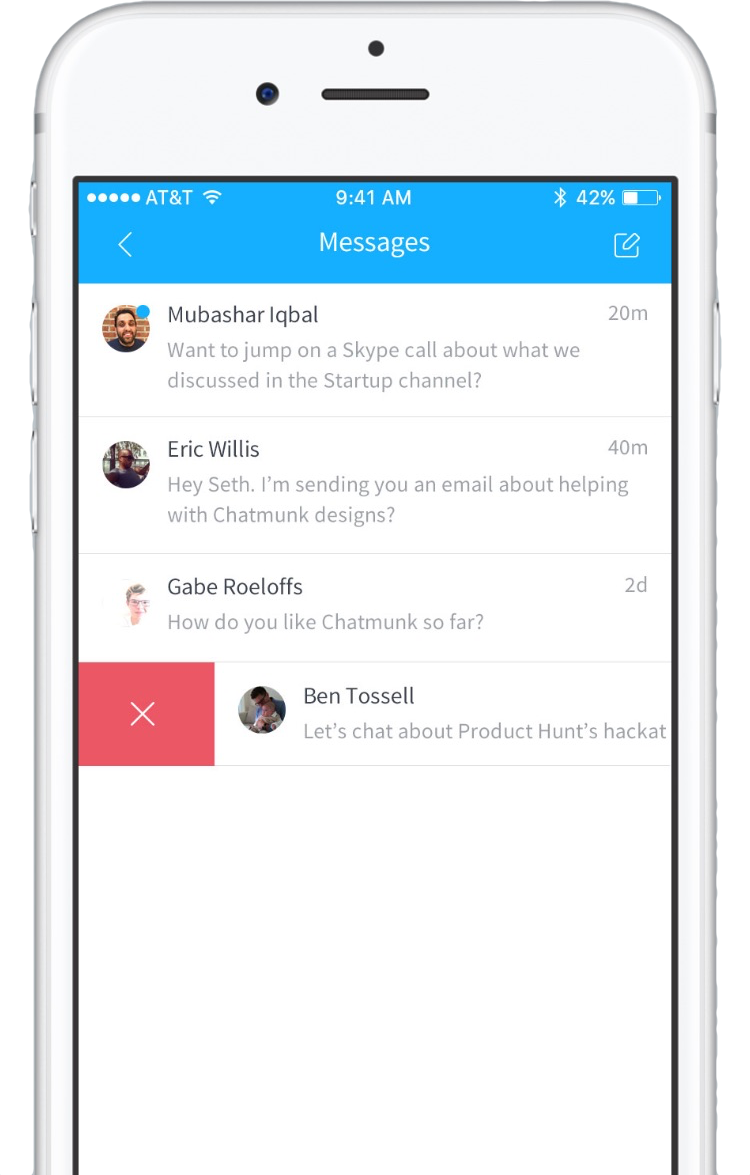 AT&T 9:41 AM 42%
Messages
Mubashar Iqbal 20m
Want to jump on a Skype call about what we
discussed in the Startup channel?
Eric Willis 40m
Hey Seth. I’m sending you an email about helping
with Chatmunk designs?
Gabe Roeloffs 2d
How do you like Chatmunk so far?
Ben Tossell
Let’s chat about Product Hunt’s hackat